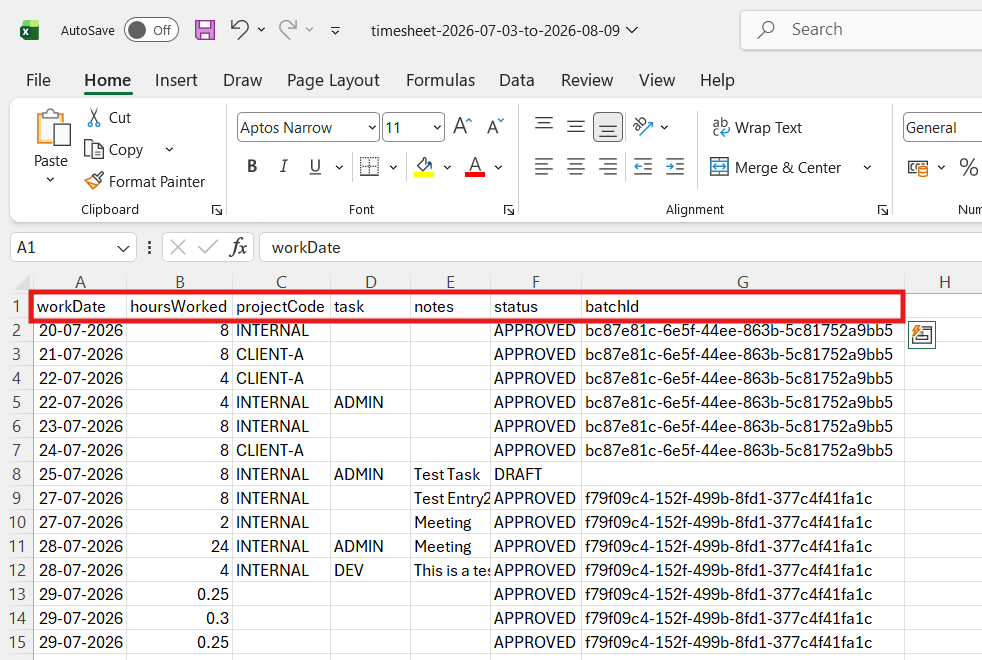 AutoSave Off timesheet-2026-07-03-to-2026-08-09 Search
File Home Insert Draw Page Layout Formulas Data Review View Help
Paste Cut Copy Format Painter
Clipboard
Aptos Narrow 11
B I U A
Font
ab Wrap Text
Merge & Center
Alignment
General
%
Num
A1 fx workDate
A B C D E F G H
1 workDate hoursWorked projectCode task notes status batchId
2 20-07-2026 8 INTERNAL APPROVED bc87e81c-6e5f-44ee-863b-5c81752a9bb5
3 21-07-2026 8 CLIENT-A APPROVED bc87e81c-6e5f-44ee-863b-5c81752a9bb5
4 22-07-2026 4 CLIENT-A APPROVED bc87e81c-6e5f-44ee-863b-5c81752a9bb5
5 22-07-2026 4 INTERNAL ADMIN APPROVED bc87e81c-6e5f-44ee-863b-5c81752a9bb5
6 23-07-2026 8 INTERNAL APPROVED bc87e81c-6e5f-44ee-863b-5c81752a9bb5
7 24-07-2026 8 CLIENT-A APPROVED bc87e81c-6e5f-44ee-863b-5c81752a9bb5
8 25-07-2026 8 INTERNAL ADMIN Test Task DRAFT
9 27-07-2026 8 INTERNAL Test Entry2 APPROVED f79f09c4-152f-499b-8fd1-377c4f41fa1c
10 27-07-2026 2 INTERNAL Meeting APPROVED f79f09c4-152f-499b-8fd1-377c4f41fa1c
11 28-07-2026 24 INTERNAL ADMIN Meeting APPROVED f79f09c4-152f-499b-8fd1-377c4f41fa1c
12 28-07-2026 4 INTERNAL DEV This is a tes APPROVED f79f09c4-152f-499b-8fd1-377c4f41fa1c
13 29-07-2026 0.25 APPROVED f79f09c4-152f-499b-8fd1-377c4f41fa1c
14 29-07-2026 0.3 APPROVED f79f09c4-152f-499b-8fd1-377c4f41fa1c
15 29-07-2026 0.25 APPROVED f79f09c4-152f-499b-8fd1-377c4f41fa1c